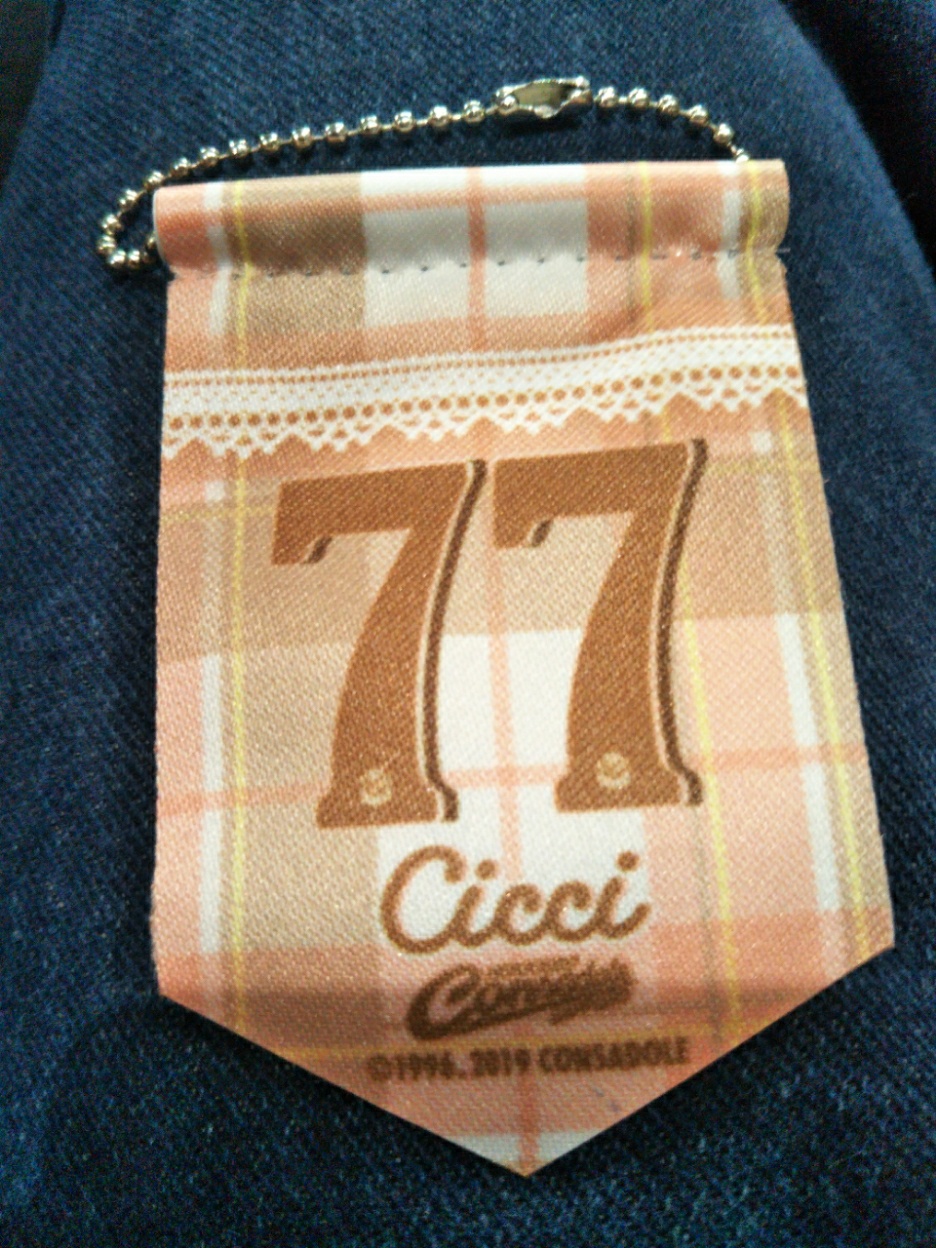 77
Cicci
Consadole
©1996.2019 CONSADOLE